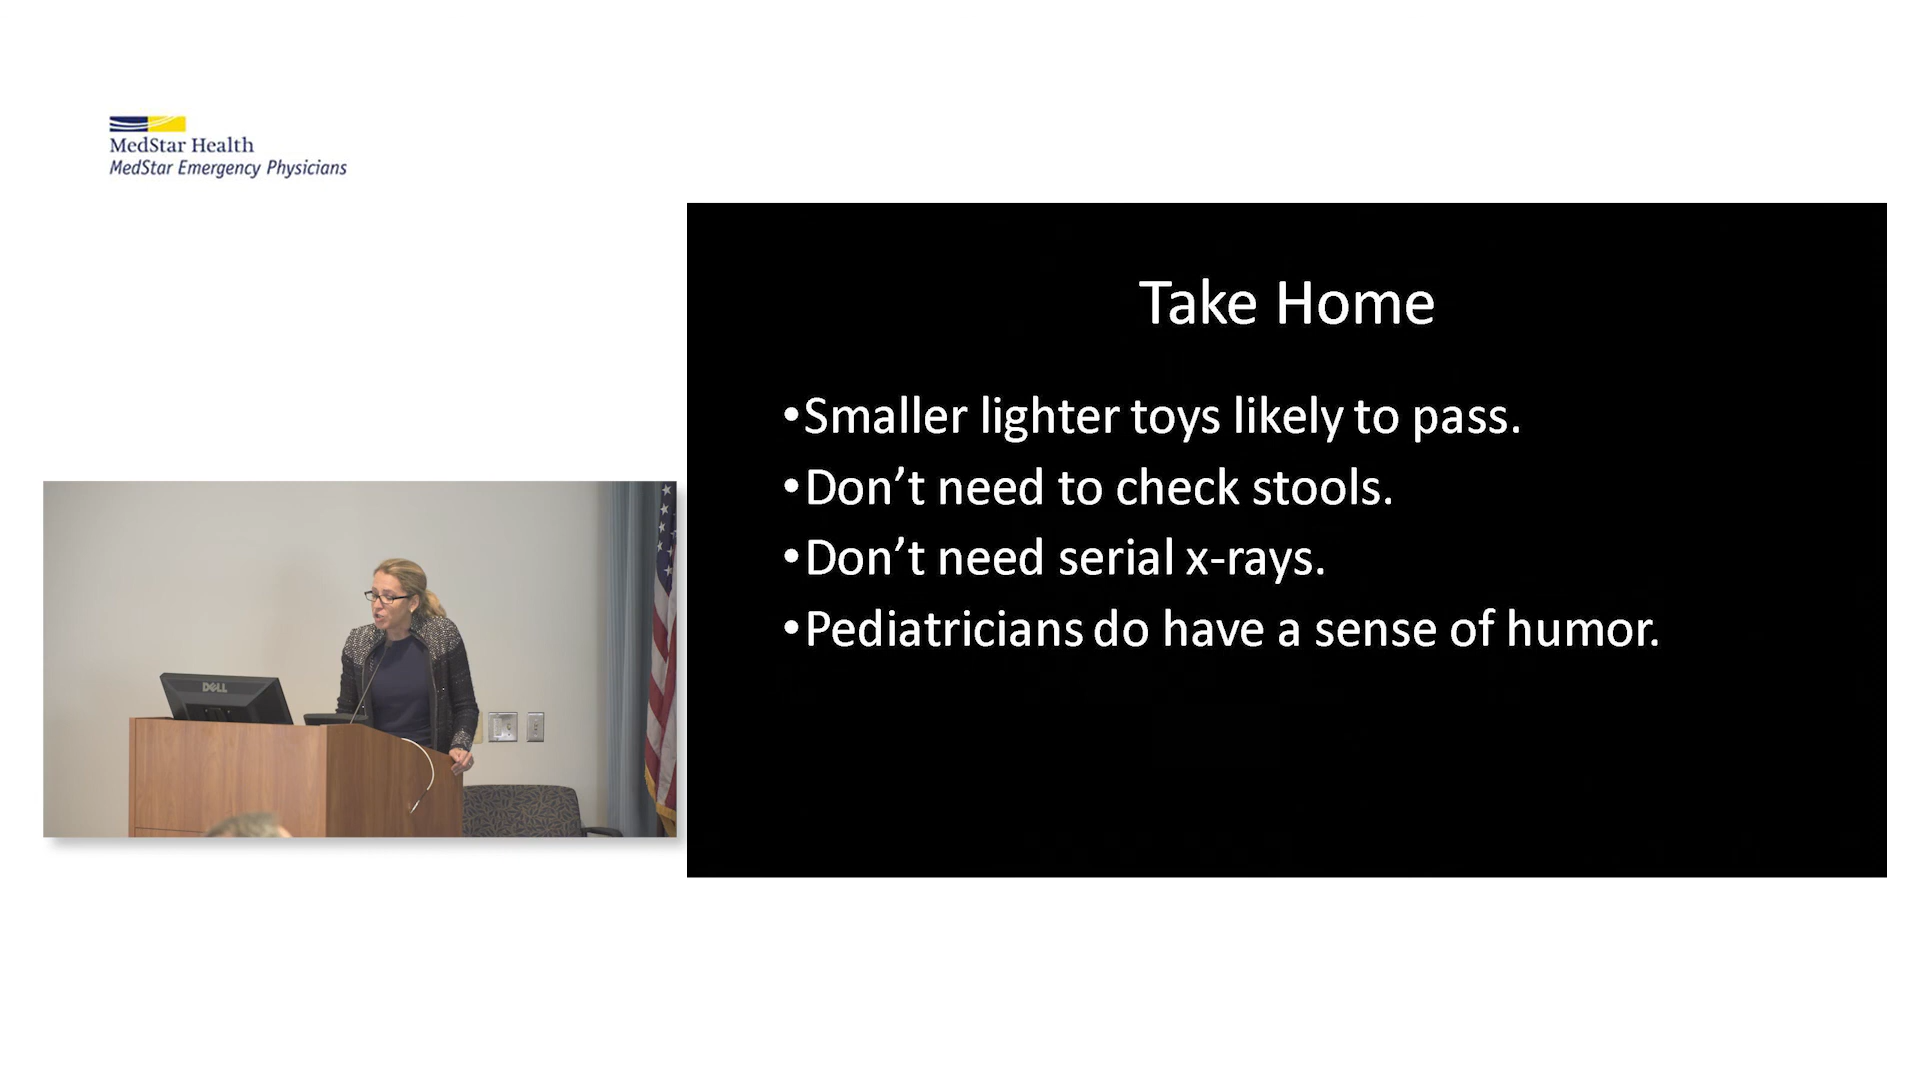 MedStar Health
MedStar Emergency Physicians
Take Home
•Smaller lighter toys likely to pass.
•Don’t need to check stools.
•Don’t need serial x-rays.
•Pediatricians do have a sense of humor.
DELL